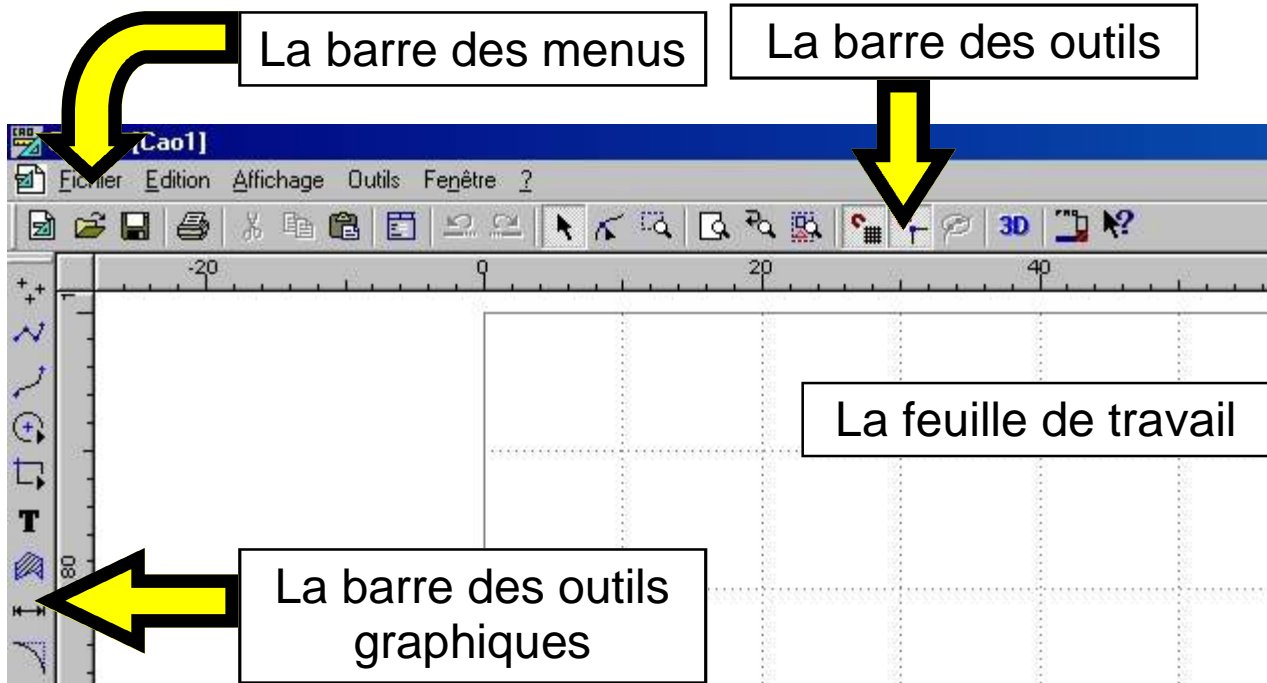 La barre des menus
La barre des outils
CAO
[Cao1]
Fichier Edition Affichage Outils Fenêtre ?
3D
-20 0 20 40
La feuille de travail
T
80
La barre des outils
graphiques